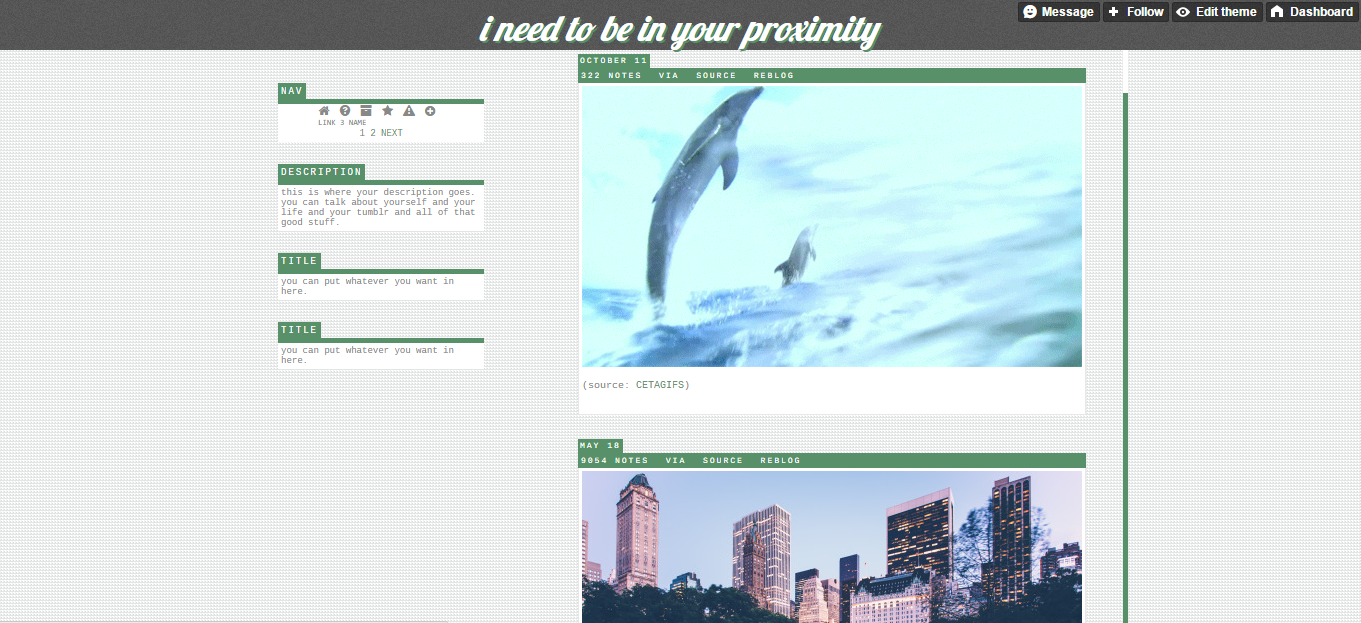 i need to be in your proximity
Message Follow Edit theme Dashboard
NAV
LINK 3 NAME
1 2 NEXT
DESCRIPTION
this is where your description goes.
you can talk about yourself and your
life and your tumblr and all of that
good stuff.
TITLE
you can put whatever you want in
here.
TITLE
you can put whatever you want in
here.
OCTOBER 11
322 NOTES VIA SOURCE REBLOG
(source: CETAGIFS)
MAY 18
9054 NOTES VIA SOURCE REBLOG